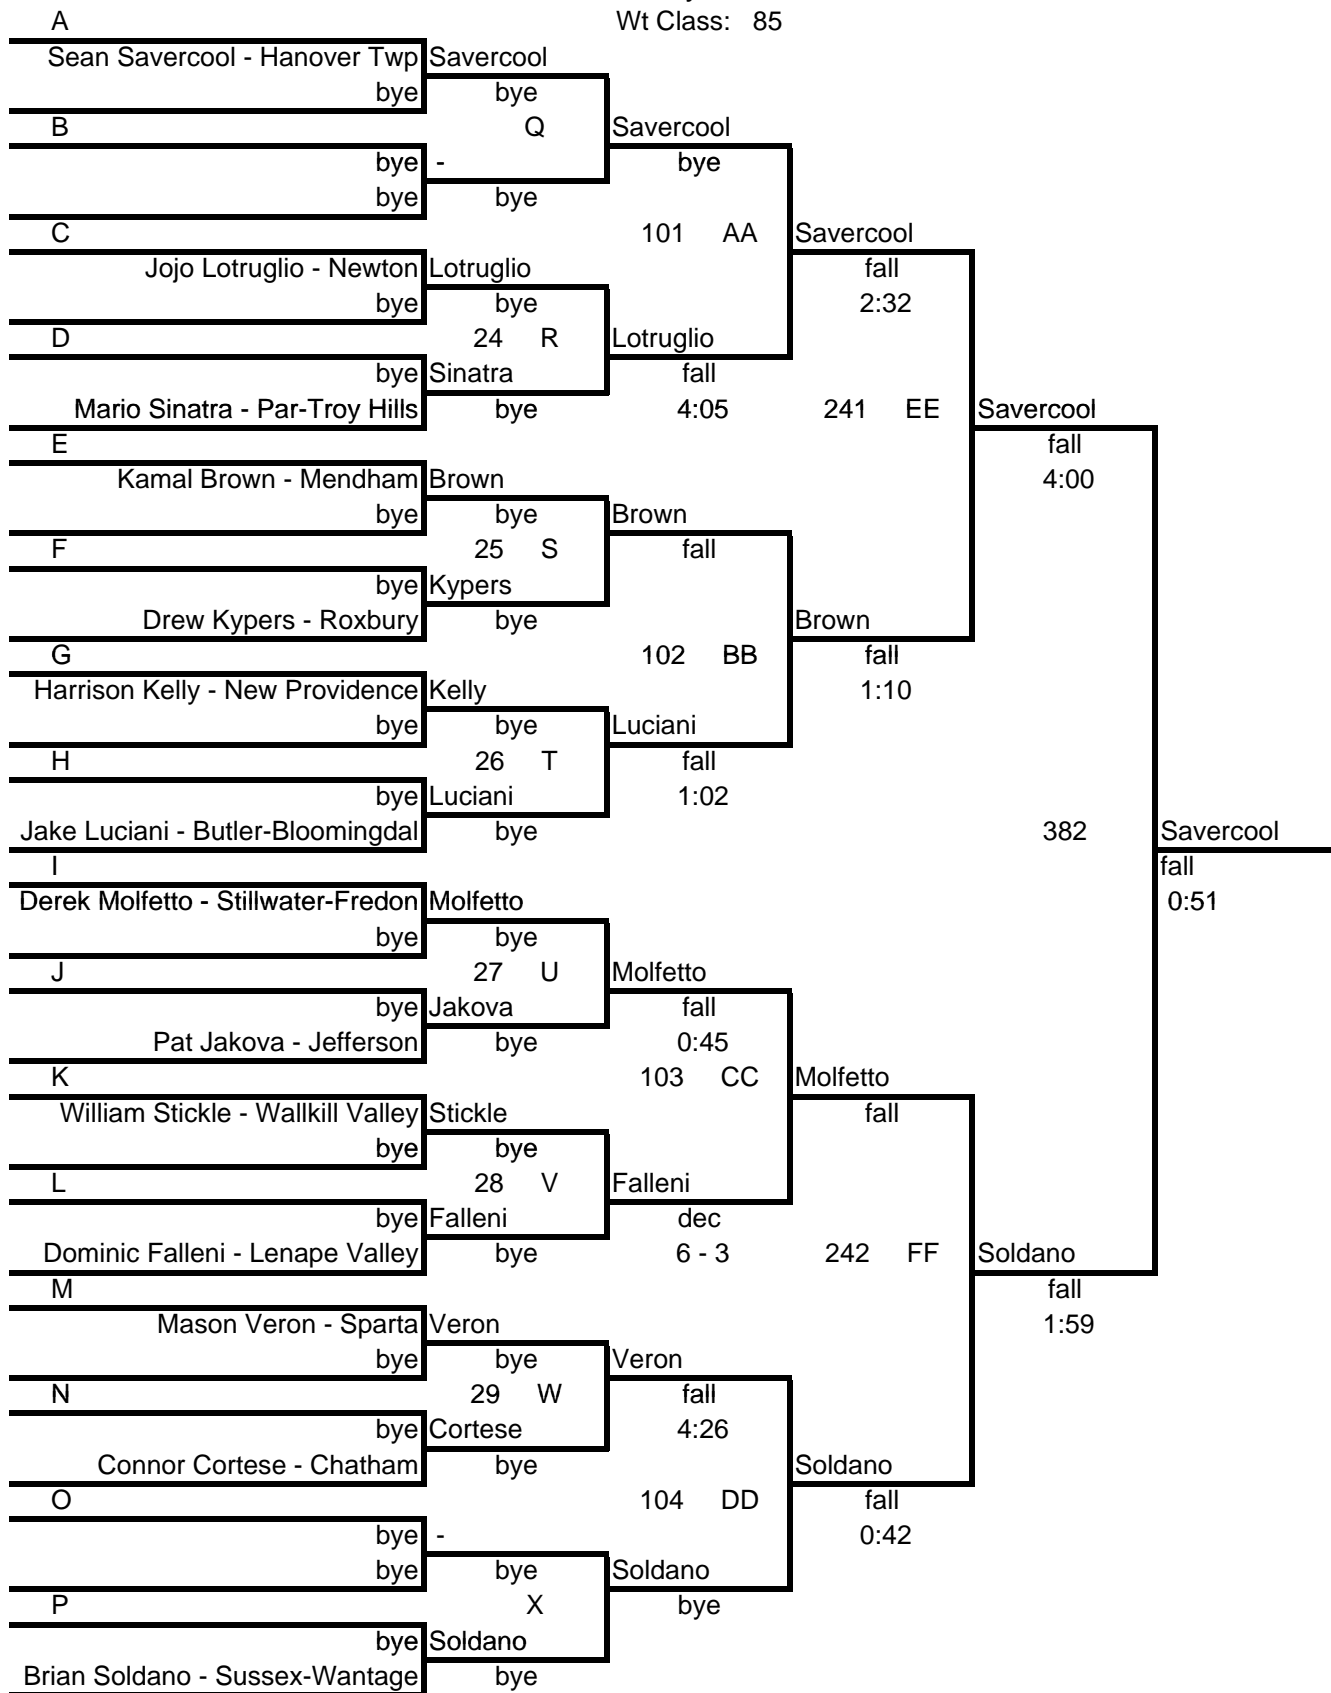 Wt Class: 85
A
Sean Savercool - Hanover Twp Savercool
bye bye
B Q Savercool
bye - bye
bye bye
C 101 AA Savercool
Jojo Lotruglio - Newton Lotruglio fall
bye bye 2:32
D 24 R Lotruglio
bye Sinatra fall
Mario Sinatra - Par-Troy Hills bye 4:05 241 EE Savercool
E fall
Kamal Brown - Mendham Brown 4:00
bye bye Brown
F 25 S fall
bye Kypers
Drew Kypers - Roxbury bye Brown
G 102 BB fall
Harrison Kelly - New Providence Kelly 1:10
bye bye Luciani
H 26 T fall
bye Luciani 1:02
Jake Luciani - Butler-Bloomingdal bye 382 Savercool
I fall
Derek Molfetto - Stillwater-Fredon Molfetto 0:51
bye bye
J 27 U Molfetto
bye Jakova fall
Pat Jakova - Jefferson bye 0:45
K 103 CC Molfetto
William Stickle - Wallkill Valley Stickle fall
bye bye
L 28 V Falleni
bye Falleni dec
Dominic Falleni - Lenape Valley bye 6 - 3 242 FF Soldano
M fall
Mason Veron - Sparta Veron 1:59
bye bye Veron
N 29 W fall
bye Cortese 4:26
Connor Cortese - Chatham bye Soldano
O 104 DD fall
bye - 0:42
bye bye Soldano
P X bye
bye Soldano
Brian Soldano - Sussex-Wantage bye